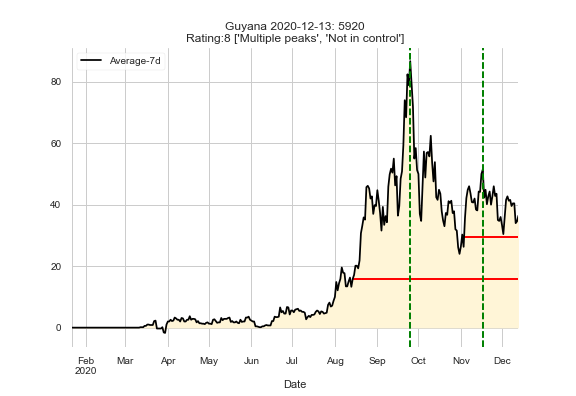 Guyana 2020-12-13: 5920
Rating:8 ['Multiple peaks', 'Not in control']
Average-7d
80
60
40
20
0
Feb Mar Apr May Jun Jul Aug Sep Oct Nov Dec
2020
Date